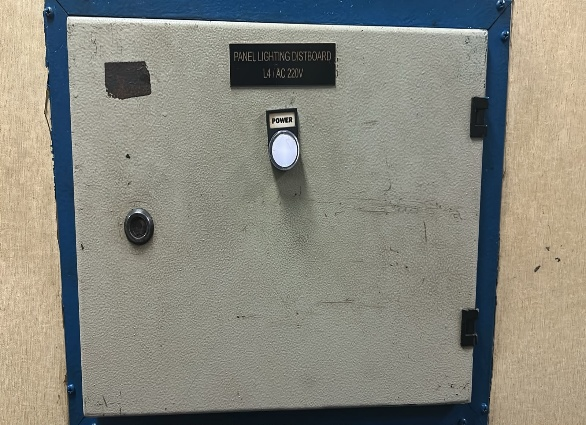 PANEL LIGHTING DISTBOARD
L4 / AC 220V
POWER